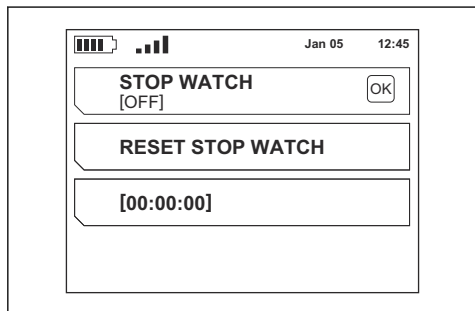 Jan 05 12:45
STOP WATCH
OK
[OFF]
RESET STOP WATCH
[00:00:00]